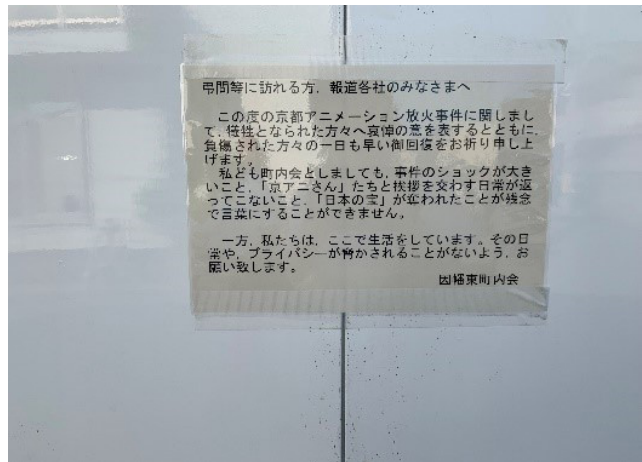 弔問等に訪れる方，報道各社のみなさまへ
この度の京都アニメーション放火事件に関しまし
て，犠牲となられた方々へ哀悼の意を表するとともに，
負傷された方々の一日も早い御回復をお祈り申し上
げます。
私ども町内会としましても，事件のショックが大き
いこと，「京アニさん」たちと挨拶を交わす日常が返
ってこないこと，「日本の宝」が奪われたことが残念
で言葉にすることができません。
一方，私たちは，ここで生活をしています。その日
常や，プライバシーが脅かされることがないよう，お
願い致します。
因幡東町内会